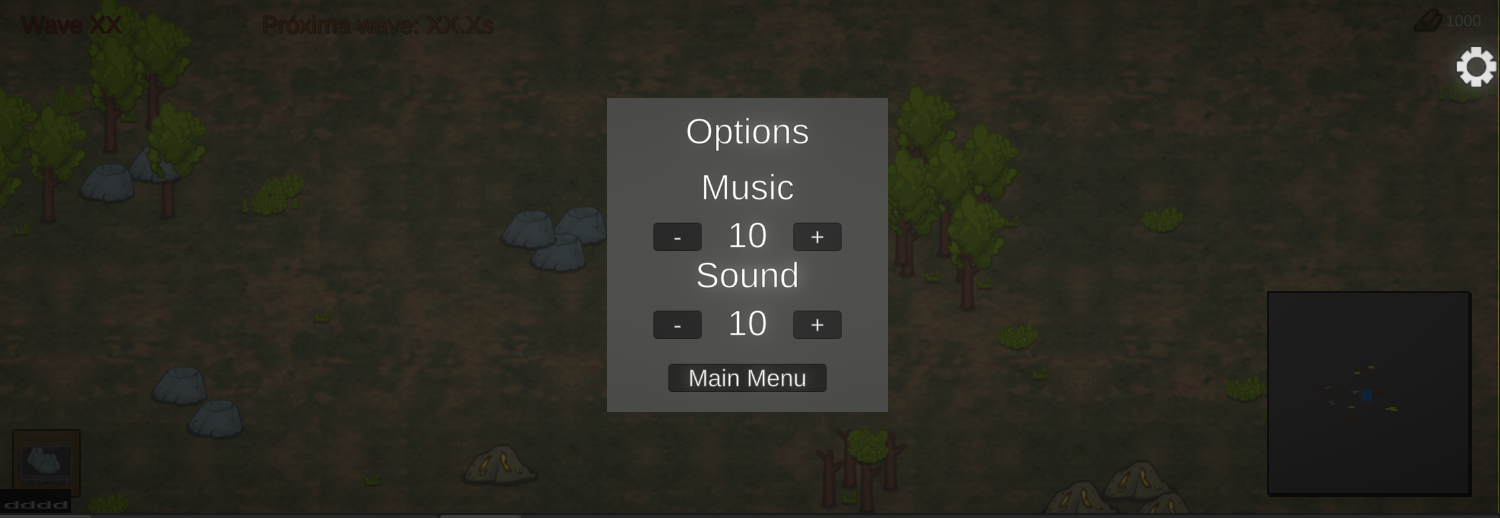 Wave XX
Próxima wave: XX.Xs
1000
Options
Music
- 10 +
Sound
- 10 +
Main Menu
dddd